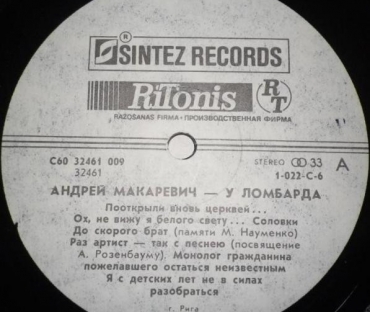 ® SINTEZ RECORDS
RiTonis RT
RAZOSANAS FIRMA • ПРОИЗВОДСТВЕННАЯ ФИРМА
С60 32461 009 STEREO 33 A
32461 1-022-С-6
АНДРЕЙ МАКАРЕВИЧ — У ЛОМБАРДА
Пооткрыли вновь церквей...
Ох, не вижу я белого свету... Соловки
До скорого брат (памяти М. Науменко)
Раз артист — так с песнею (посвящение
А. Розенбауму). Монолог гражданина
пожелавшего остаться неизвестным
Я с детских лет не в силах
разобраться
г. Рига